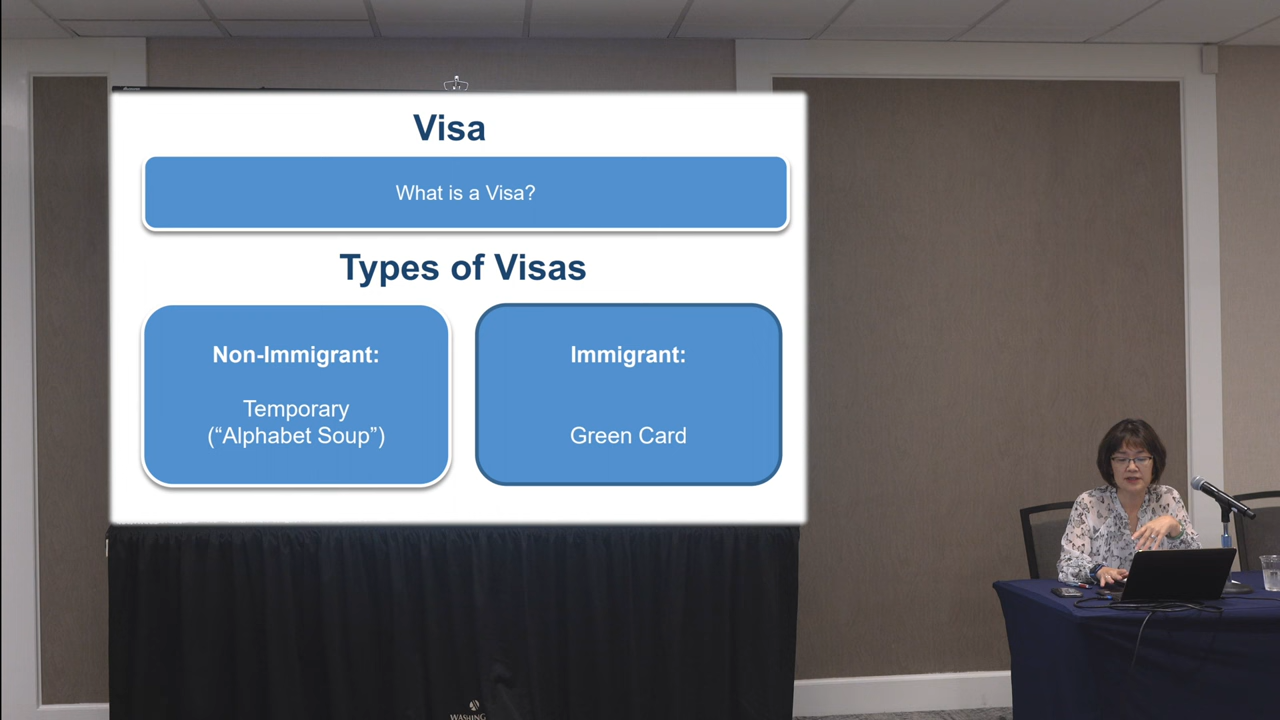 Visa
What is a Visa?
Types of Visas
Non-Immigrant:
Temporary
(“Alphabet Soup”)
Immigrant:
Green Card